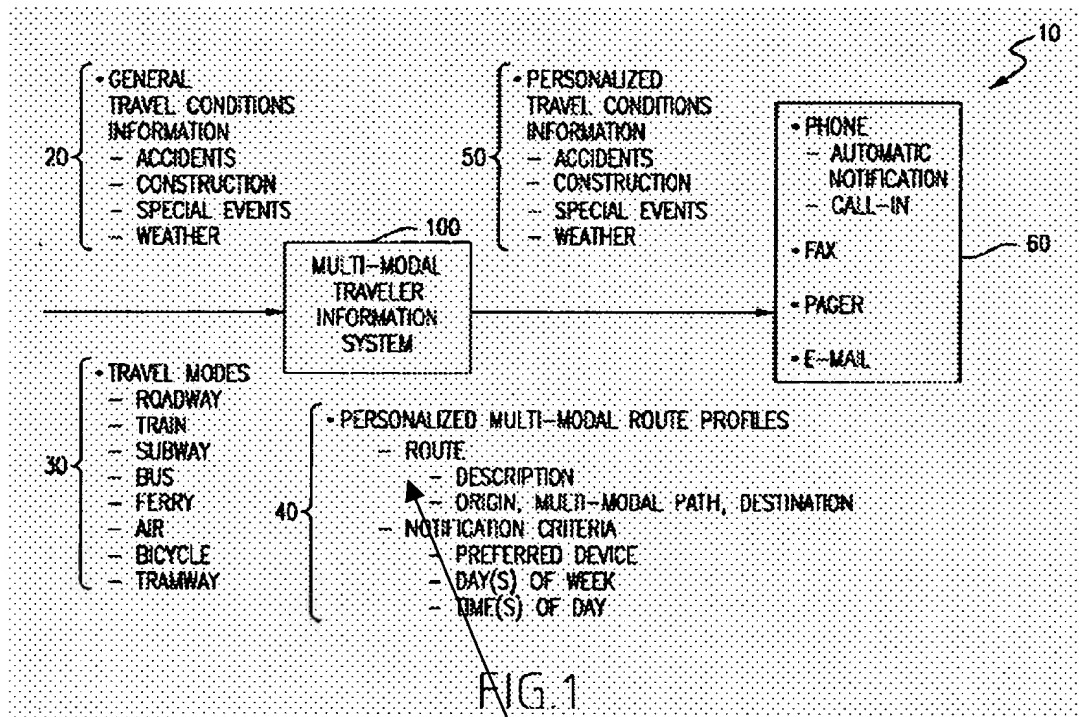 10
20
• GENERAL
TRAVEL CONDITIONS
INFORMATION
– ACCIDENTS
– CONSTRUCTION
– SPECIAL EVENTS
– WEATHER
50
• PERSONALIZED
TRAVEL CONDITIONS
INFORMATION
– ACCIDENTS
– CONSTRUCTION
– SPECIAL EVENTS
– WEATHER
• PHONE
– AUTOMATIC
NOTIFICATION
– CALL-IN
• FAX
• PAGER
• E-MAIL
60
100
MULTI-MODAL
TRAVELER
INFORMATION
SYSTEM
30
• TRAVEL MODES
– ROADWAY
– TRAIN
– SUBWAY
– BUS
– FERRY
– AIR
– BICYCLE
– TRAMWAY
40
• PERSONALIZED MULTI-MODAL ROUTE PROFILES
– ROUTE
– DESCRIPTION
– ORIGIN, MULTI-MODAL PATH, DESTINATION
– NOTIFICATION CRITERIA
– PREFERRED DEVICE
– DAY(S) OF WEEK
– TIME(S) OF DAY
FIG.1